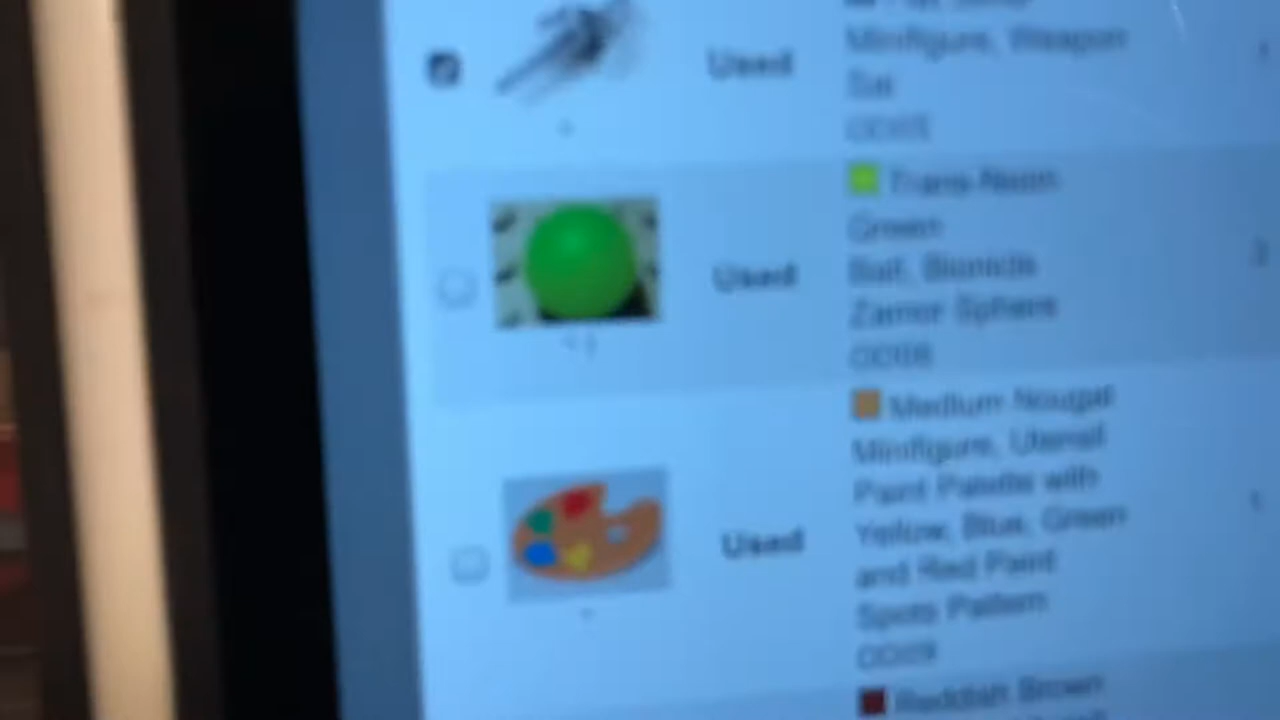 Used
Minifigure, Weapon
Sai
Used
Trans-Neon
Green
Ball, Bionicle
Zamor Sphere
Used
Medium Nougat
Minifigure, Utensil
Paint Palette with
Yellow, Blue, Green
and Red Paint
Spots Pattern
Reddish Brown